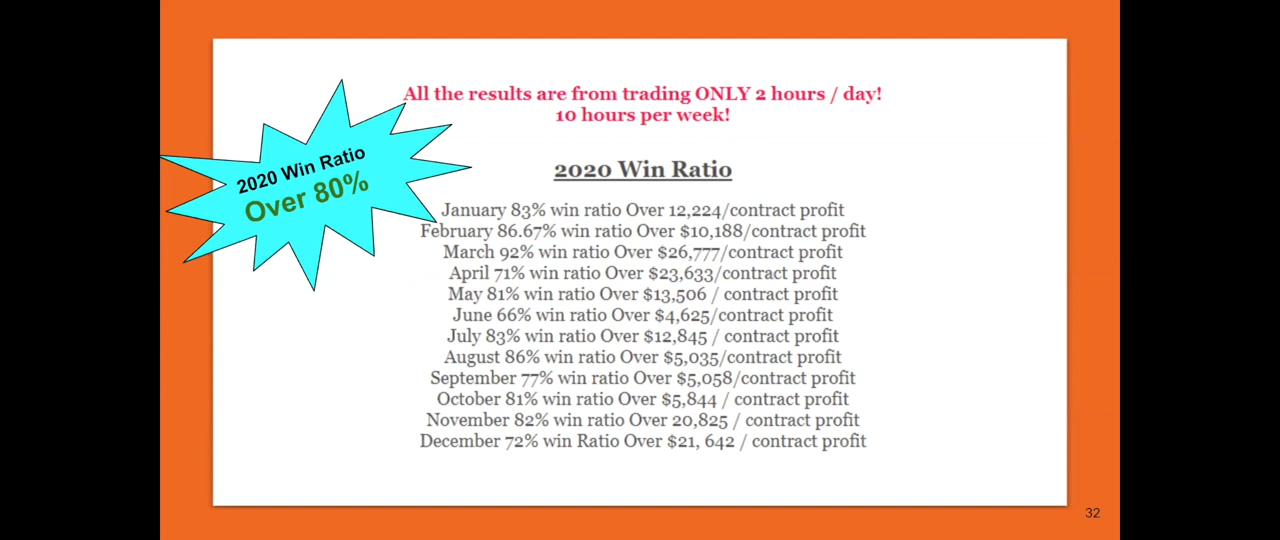 All the results are from trading ONLY 2 hours / day!
10 hours per week!
2020 Win Ratio
Over 80%
2020 Win Ratio
January 83% win ratio Over 12,224/contract profit
February 86.67% win ratio Over $10,188/contract profit
March 92% win ratio Over $26,777/contract profit
April 71% win ratio Over $23,633/contract profit
May 81% win ratio Over $13,506 / contract profit
June 66% win ratio Over $4,625/contract profit
July 83% win ratio Over $12,845 / contract profit
August 86% win ratio Over $5,035/contract profit
September 77% win ratio Over $5,058/contract profit
October 81% win ratio Over $5,844 / contract profit
November 82% win ratio Over 20,825 / contract profit
December 72% win Ratio Over $21, 642 / contract profit
32